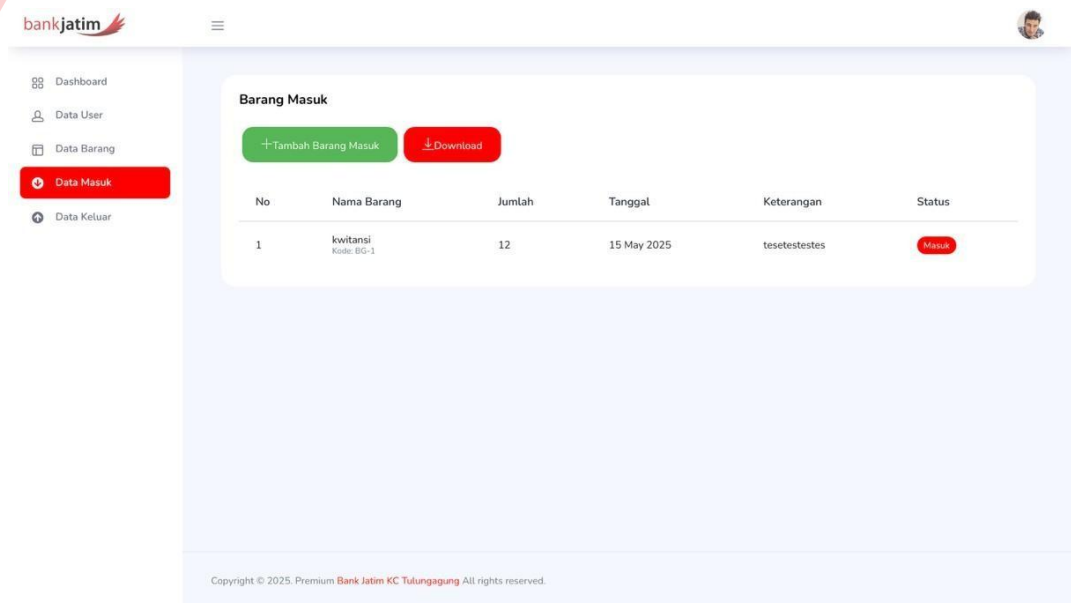 bankjatim
Dashboard
Data User
Data Barang
Data Masuk
Data Keluar
Barang Masuk
+Tambah Barang Masuk Download
No Nama Barang Jumlah Tanggal Keterangan Status
1 kwitansi 12 15 May 2025 tesetestestes Masuk
Kode: BG-1
Copyright © 2025. Premium Bank Jatim KC Tulungagung All rights reserved.